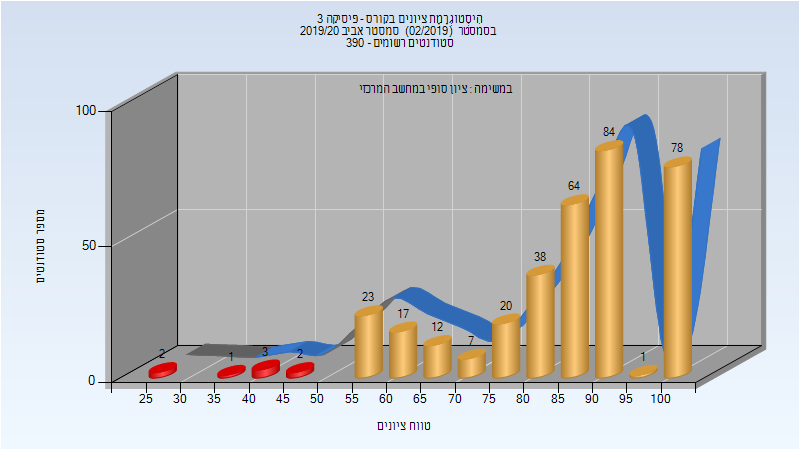 היסטוגרמת ציונים בקורס - פיסיקה 3
בסמסטר (02/2019) סמסטר אביב 2019/20
סטודנטים רשומים - 390
במשימה : ציון סופי במחשב המרכזי
מספר סטודנטים
100
50
0
2
1
3
2
23
17
12
7
20
38
64
84
1
78
25 30 35 40 45 50 55 60 65 70 75 80 85 90 95 100
טווח ציונים